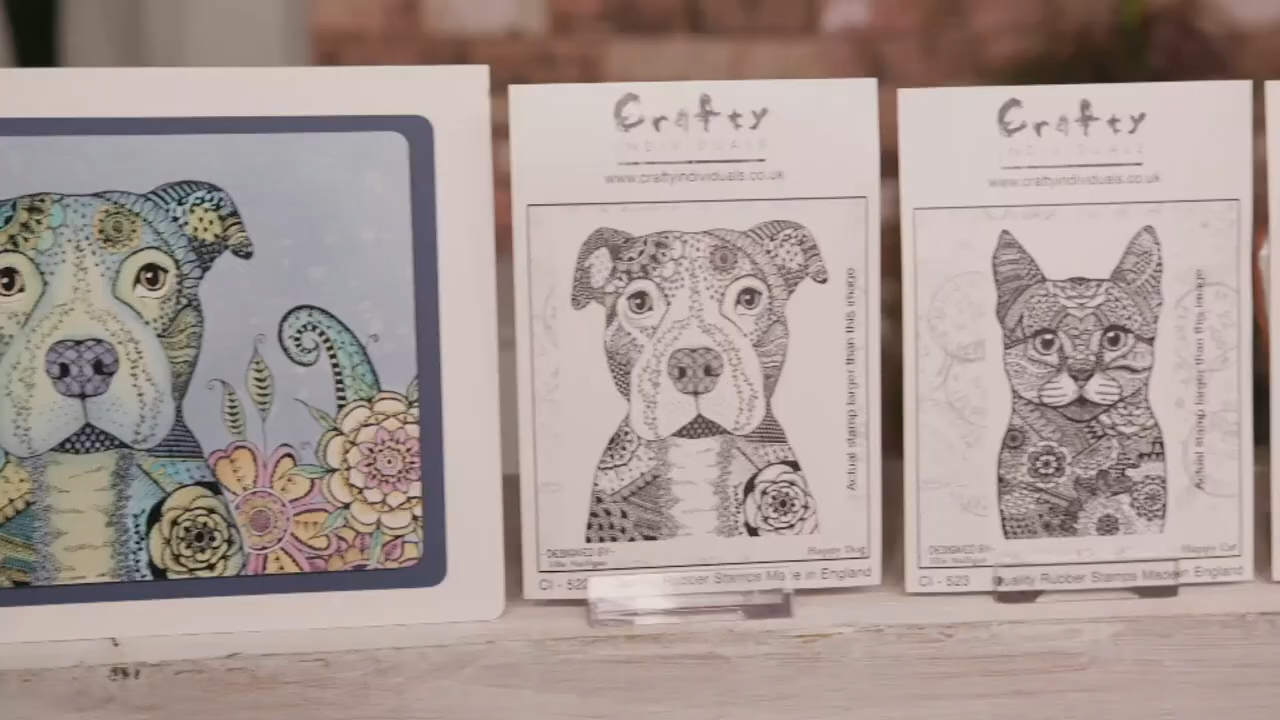 Crafty
INDIVIDUALS
www.craftyindividuals.co.uk
Actual stamp larger than this image
-DESIGNED BY-
Happy Dog
CI - 520
Rubber Stamps Made in England
Crafty
INDIVIDUALS
www.craftyindividuals.co.uk
Actual stamp larger than this image
-DESIGNED BY-
Happy Cat
CI - 523
Quality Rubber Stamps Made in England